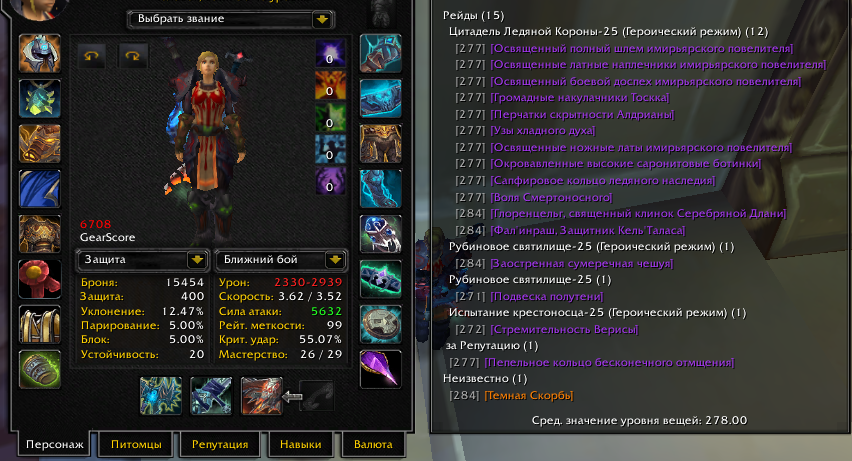 Выбрать звание
0
0
0
0
0
6708
GearScore
Защита
Ближний бой
Броня: 15454
Защита: 400
Уклонение: 12.47%
Парирование: 5.00%
Блок: 5.00%
Устойчивость: 20
Урон: 2330-2939
Скорость: 3.62 / 3.52
Сила атаки: 5632
Рейт. меткости: 99
Крит. удар: 55.07%
Мастерство: 26 / 29
Персонаж
Питомцы
Репутация
Навыки
Валюта
Рейды (15)
Цитадель Ледяной Короны-25 (Героический режим) (12)
[277] [Освященный полный шлем имирьярского повелителя]
[277] [Освященные латные наплечники имирьярского повелителя]
[277] [Освященный боевой доспех имирьярского повелителя]
[277] [Громадные накулачники Тоскка]
[277] [Перчатки скрытности Алдрианы]
[277] [Узы хладного духа]
[277] [Освященные ножные латы имирьярского повелителя]
[277] [Окровавленные высокие саронитовые ботинки]
[277] [Сапфировое кольцо ледяного наследия]
[277] [Воля Смертоносного]
[284] [Глоренцельг, священный клинок Серебряной Длани]
[284] [Фал'инраш, Защитник Кель'Таласа]
Рубиновое святилище-25 (Героический режим) (1)
[284] [Заостренная сумеречная чешуя]
Рубиновое святилище-25 (1)
[271] [Подвеска полутени]
Испытание крестоносца-25 (Героический режим) (1)
[272] [Стремительность Верисы]
за Репутацию (1)
[277] [Пепельное кольцо бесконечного отмщения]
Неизвестно (1)
[284] [Темная Скорбь]
Сред. значение уровня вещей: 278.00